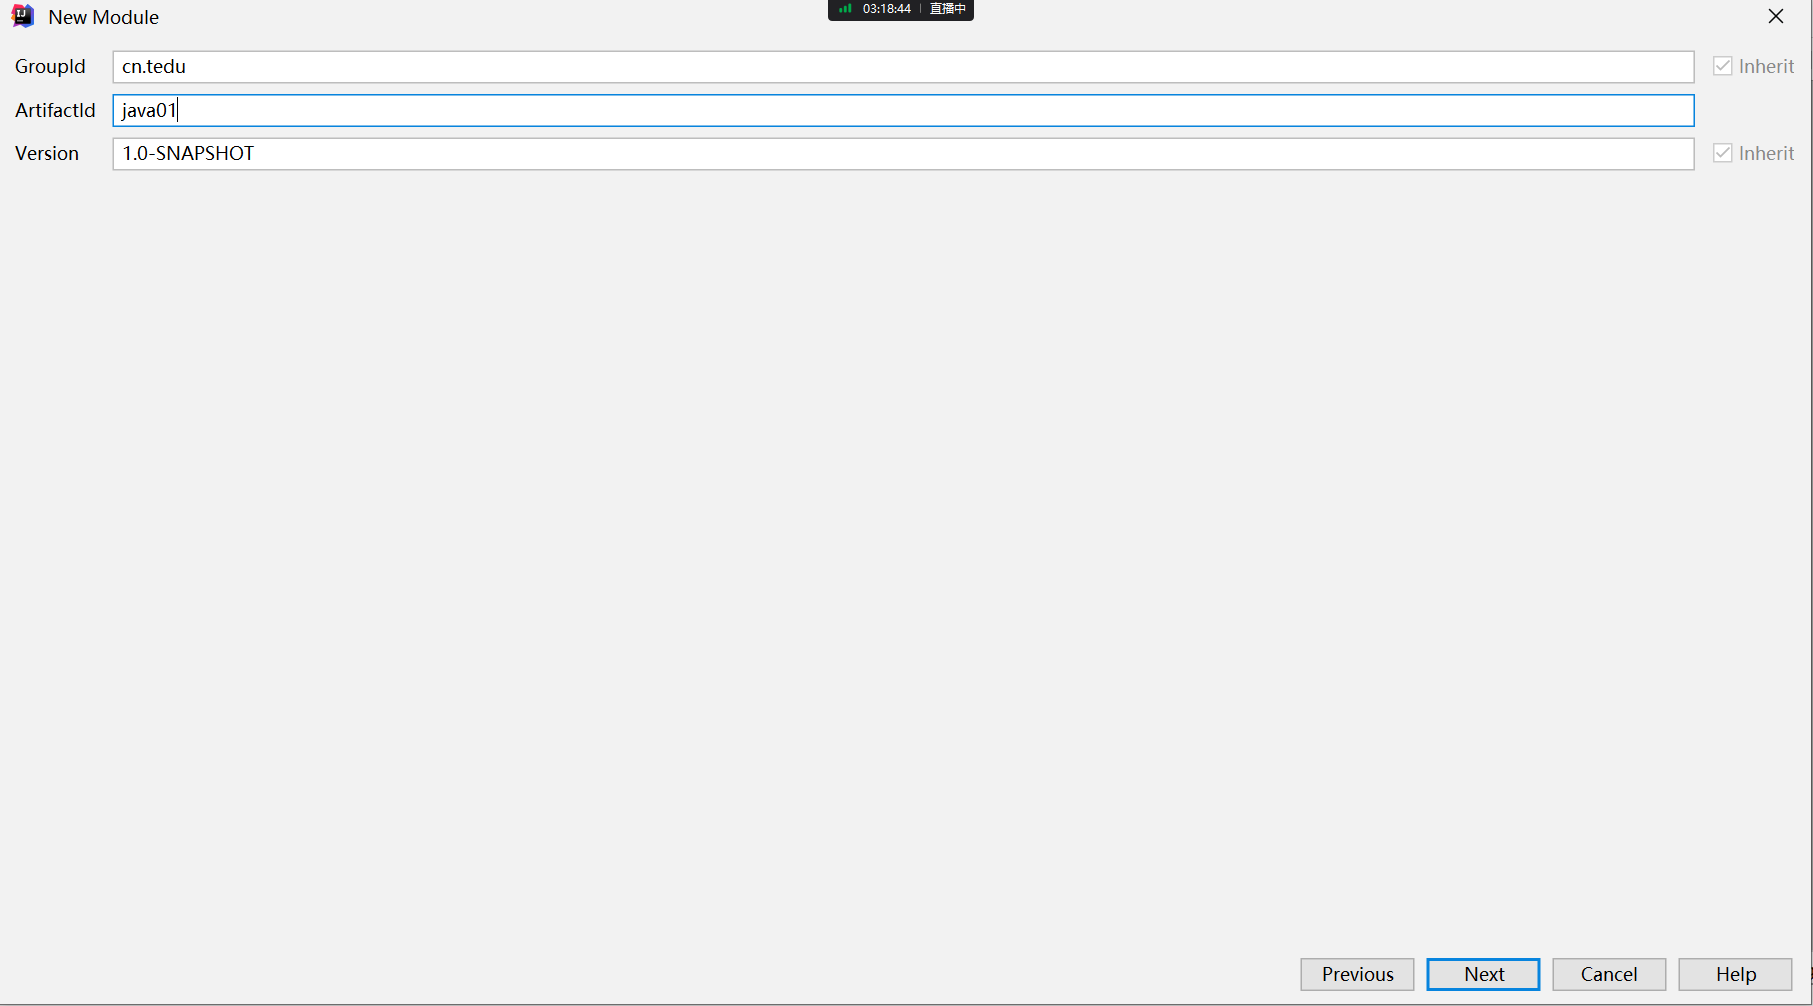 New Module
03:18:44 | 直播中
GroupId cn.tedu Inherit
ArtifactId java01
Version 1.0-SNAPSHOT Inherit
Previous Next Cancel Help